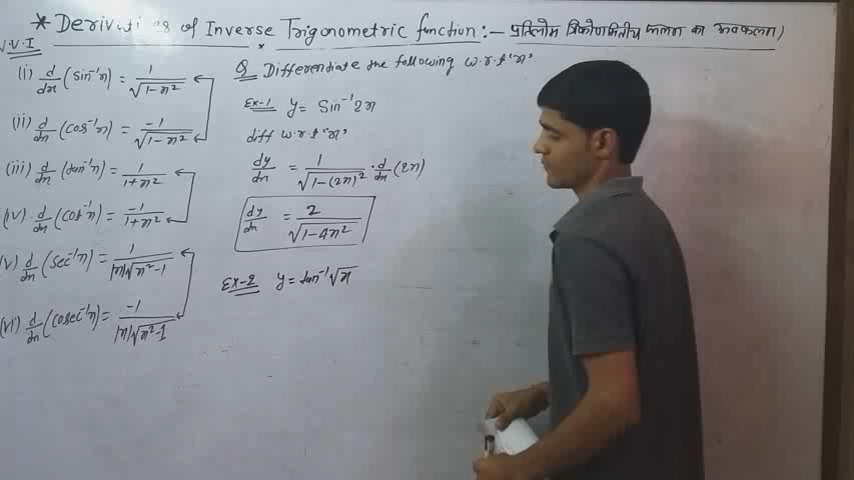 * Derivatives of Inverse Trigonometric function :- प्रतिलोम त्रिकोणमितीय फलनों का अवकलन)
V.V.I
(i) d/dx (sin⁻¹x) = 1/√(1-x²)
(ii) d/dx (cos⁻¹x) = -1/√(1-x²)
(iii) d/dx (tan⁻¹x) = 1/(1+x²)
(iv) d/dx (cot⁻¹x) = -1/(1+x²)
(v) d/dx (sec⁻¹x) = 1/(|x|√(x²-1))
(vi) d/dx (cosec⁻¹x) = -1/(|x|√(x²-1))
Q Differentiate the following w.r.t 'x'
Ex-1 y = Sin⁻¹2x
diff w.r.t 'x'
dy/dx = 1/√(1-(2x)²) · d/dx (2x)
dy/dx = 2/√(1-4x²)
Ex-2 y = tan⁻¹√x